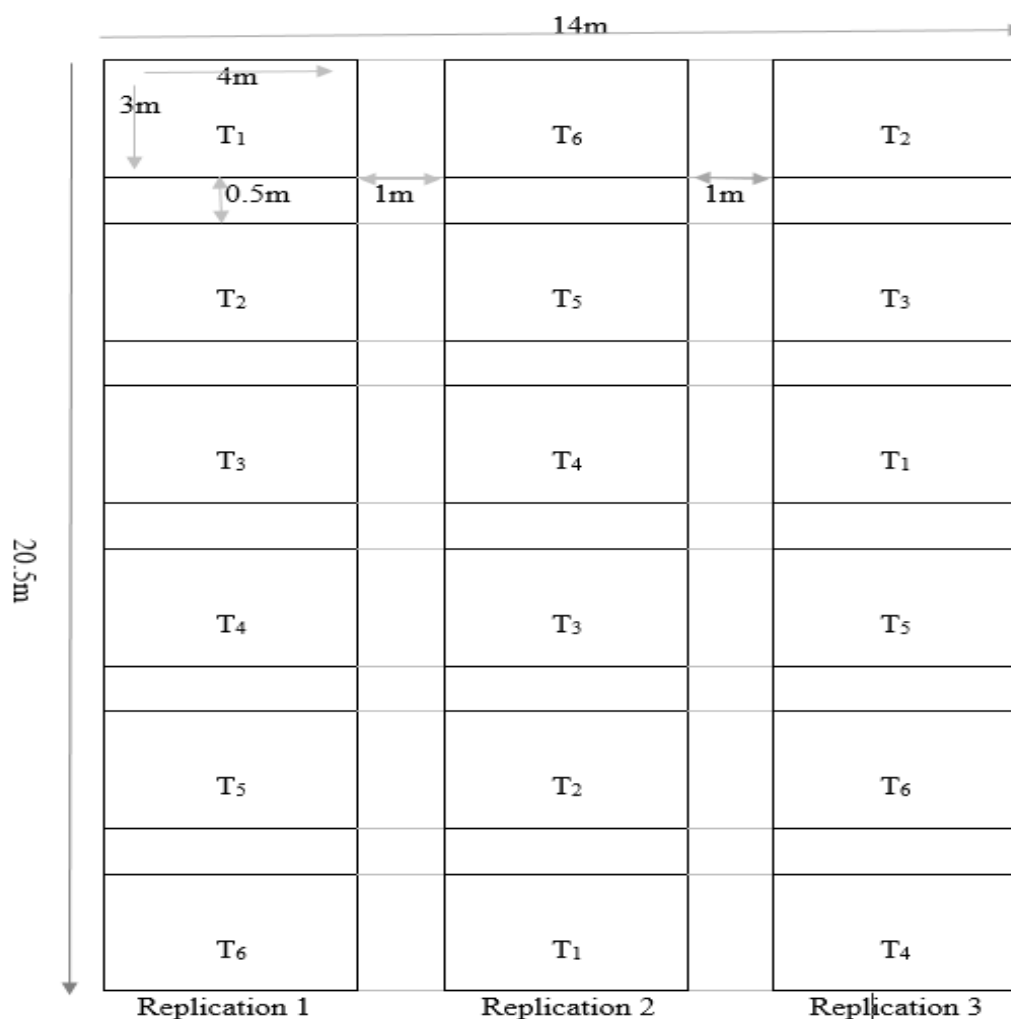 14m
4m
3m
T₁ T₆ T₂
0.5m 1m 1m
T₂ T₅ T₃
T₃ T₄ T₁
20.5m
T₄ T₃ T₅
T₅ T₂ T₆
T₆ T₁ T₄
Replication 1 Replication 2 Replication 3